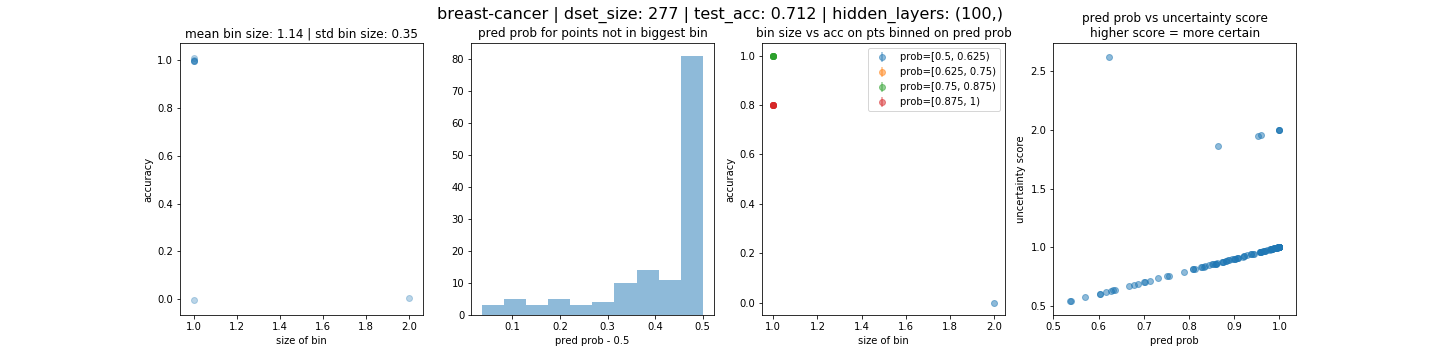 breast-cancer | dset_size: 277 | test_acc: 0.712 | hidden_layers: (100,)
mean bin size: 1.14 | std bin size: 0.35
accuracy
1.0
0.8
0.6
0.4
0.2
0.0
1.0 1.2 1.4 1.6 1.8 2.0
size of bin
pred prob for points not in biggest bin
80
70
60
50
40
30
20
10
0
0.1 0.2 0.3 0.4 0.5
pred prob - 0.5
bin size vs acc on pts binned on pred prob
accuracy
1.0
0.8
0.6
0.4
0.2
0.0
prob=[0.5, 0.625)
prob=[0.625, 0.75)
prob=[0.75, 0.875)
prob=[0.875, 1)
1.0 1.2 1.4 1.6 1.8 2.0
size of bin
pred prob vs uncertainty score
higher score = more certain
uncertainty score
2.5
2.0
1.5
1.0
0.5
0.5 0.6 0.7 0.8 0.9 1.0
pred prob